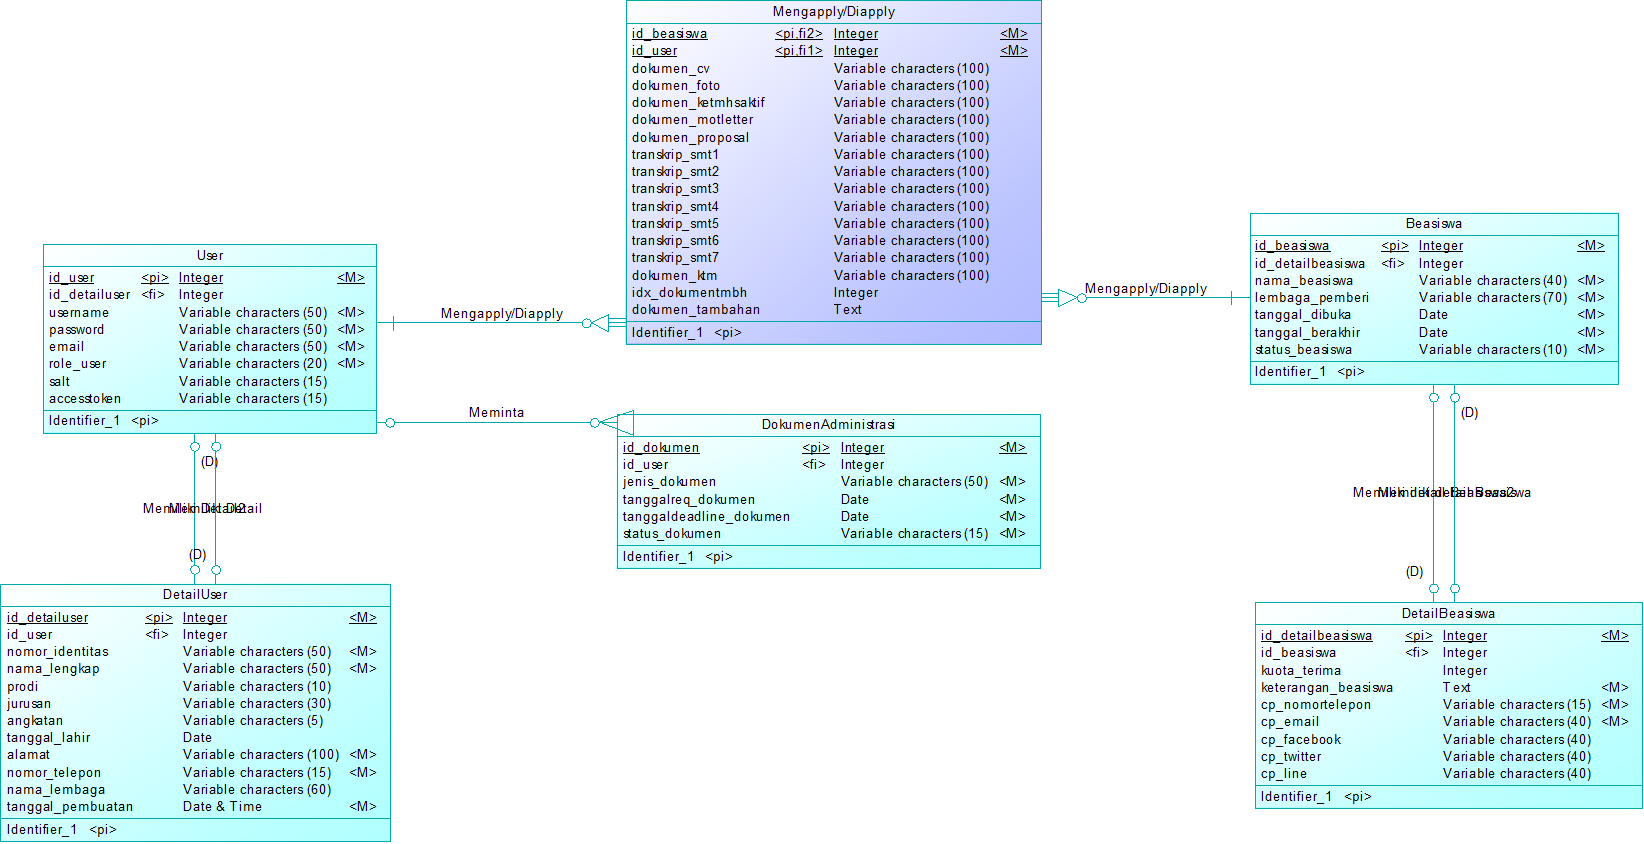 Mengapply/Diapply
id_beasiswa <pi,fi2> Integer <M>
id_user <pi,fi1> Integer <M>
dokumen_cv Variable characters (100)
dokumen_foto Variable characters (100)
dokumen_ketmhsaktif Variable characters (100)
dokumen_motletter Variable characters (100)
dokumen_proposal Variable characters (100)
transkrip_smt1 Variable characters (100)
transkrip_smt2 Variable characters (100)
transkrip_smt3 Variable characters (100)
transkrip_smt4 Variable characters (100)
transkrip_smt5 Variable characters (100)
transkrip_smt6 Variable characters (100)
transkrip_smt7 Variable characters (100)
dokumen_ktm Variable characters (100)
idx_dokumentmbh Integer
dokumen_tambahan Text
Identifier_1 <pi>
User
id_user <pi> Integer <M>
id_detailuser <fi> Integer
username Variable characters (50) <M>
password Variable characters (50) <M>
email Variable characters (50) <M>
role_user Variable characters (20) <M>
salt Variable characters (15)
accesstoken Variable characters (15)
Identifier_1 <pi>
Mengapply/Diapply
Mengapply/Diapply
Beasiswa
id_beasiswa <pi> Integer <M>
id_detailbeasiswa <fi> Integer
nama_beasiswa Variable characters (40) <M>
lembaga_pemberi Variable characters (70) <M>
tanggal_dibuka Date <M>
tanggal_berakhir Date <M>
status_beasiswa Variable characters (10) <M>
Identifier_1 <pi>
Meminta
DokumenAdministrasi
id_dokumen <pi> Integer <M>
id_user <fi> Integer
jenis_dokumen Variable characters (50) <M>
tanggalreq_dokumen Date <M>
tanggaldeadline_dokumen Date <M>
status_dokumen Variable characters (15) <M>
Identifier_1 <pi>
(D)
(D)
(D)
(D)
DetailUser
id_detailuser <pi> Integer <M>
id_user <fi> Integer
nomor_identitas Variable characters (50) <M>
nama_lengkap Variable characters (50) <M>
prodi Variable characters (10)
jurusan Variable characters (30)
angkatan Variable characters (5)
tanggal_lahir Date
alamat Variable characters (100) <M>
nomor_telepon Variable characters (15) <M>
nama_lembaga Variable characters (60)
tanggal_pembuatan Date & Time <M>
Identifier_1 <pi>
DetailBeasiswa
id_detailbeasiswa <pi> Integer <M>
id_beasiswa <fi> Integer
kuota_terima Integer
keterangan_beasiswa Text <M>
cp_nomortelepon Variable characters (15) <M>
cp_email Variable characters (40) <M>
cp_facebook Variable characters (40)
cp_twitter Variable characters (40)
cp_line Variable characters (40)
Identifier_1 <pi>